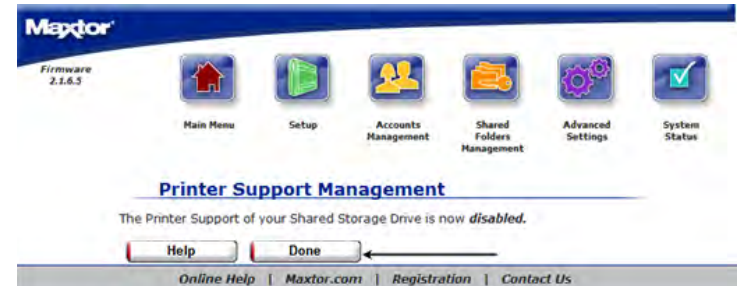 Maxtor
Firmware
2.1.6.5
Main Menu
Setup
Accounts
Management
Shared
Folders
Management
Advanced
Settings
System
Status
Printer Support Management
The Printer Support of your Shared Storage Drive is now disabled.
Help
Done
Online Help | Maxtor.com | Registration | Contact Us